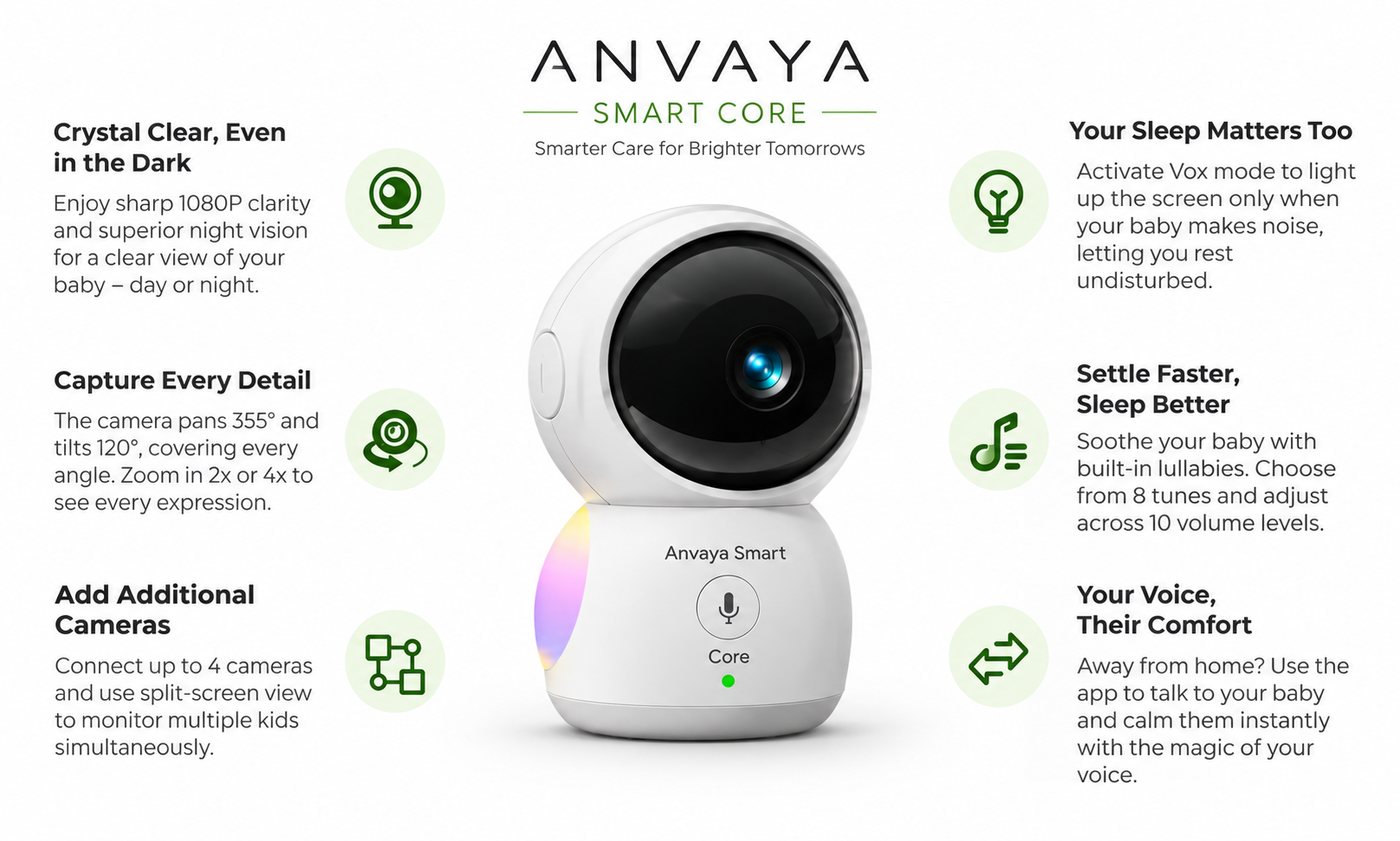 ANVAYA
SMART CORE
Smarter Care for Brighter Tomorrows
Crystal Clear, Even
in the Dark
Enjoy sharp 1080P clarity
and superior night vision
for a clear view of your
baby – day or night.
Capture Every Detail
The camera pans 355° and
tilts 120°, covering every
angle. Zoom in 2x or 4x to
see every expression.
Add Additional
Cameras
Connect up to 4 cameras
and use split-screen view
to monitor multiple kids
simultaneously.
Anvaya Smart
Core
Your Sleep Matters Too
Activate Vox mode to light
up the screen only when
your baby makes noise,
letting you rest
undisturbed.
Settle Faster,
Sleep Better
Soothe your baby with
built-in lullabies. Choose
from 8 tunes and adjust
across 10 volume levels.
Your Voice,
Their Comfort
Away from home? Use the
app to talk to your baby
and calm them instantly
with the magic of your
voice.